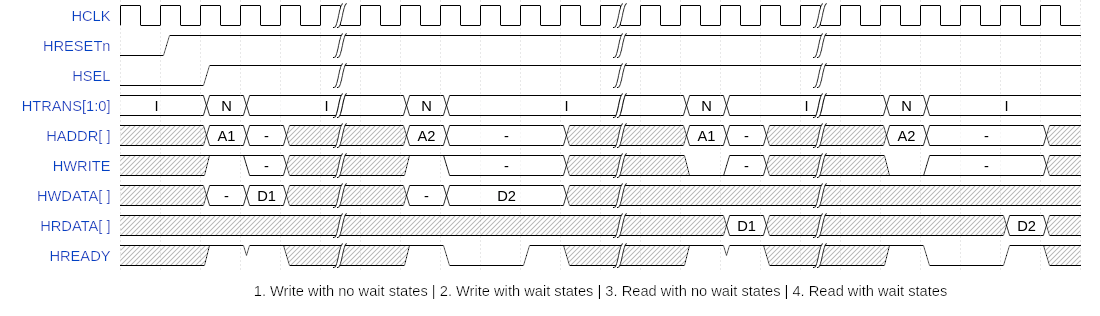 HCLK
HRESETn
HSEL
HTRANS[1:0] I N I N I N I N I
HADDR[ ] A1 - A2 - A1 - A2 -
HWRITE - - - -
HWDATA[ ] - D1 - D2
HRDATA[ ] D1 D2
HREADY
1. Write with no wait states | 2. Write with wait states | 3. Read with no wait states | 4. Read with wait states